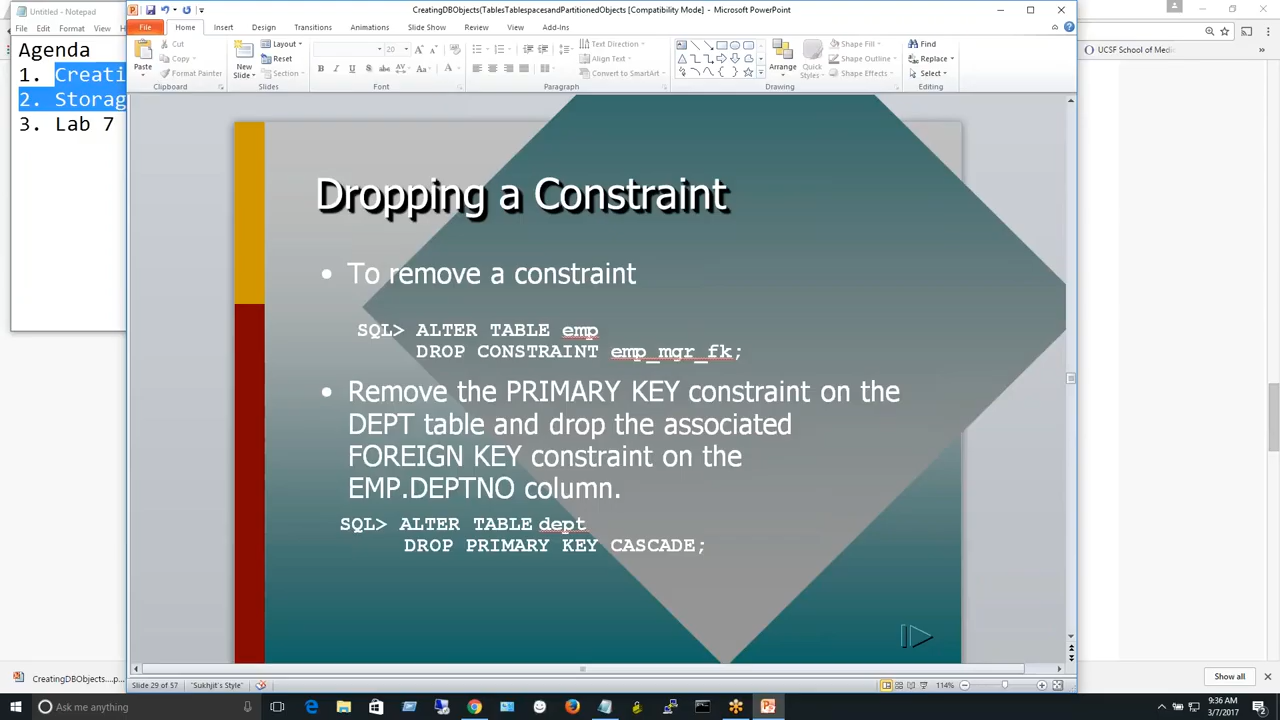 CreatingDBObjects(TablesTablespacesandPartitionedObjects [Compatibility Mode] - Microsoft PowerPoint
Untitled - Notepad
File
Edit
Format
File
Home
Insert
Design
Transitions
Animations
Slide Show
Review
View
Add-Ins
UCSF School of Medi
Paste
Cut
Copy
Format Painter
Clipboard
New
Slide
Layout
Reset
Section
Slides
20
Font
Text Direction
Align Text
Convert to SmartArt
Paragraph
Arrange
Quick
Styles
Shape Fill
Shape Outline
Shape Effects
Drawing
Find
Replace
Select
Editing
Agenda
1. Creati
2. Storag
3. Lab 7
Dropping a Constraint
• To remove a constraint
SQL> ALTER TABLE emp
DROP CONSTRAINT emp_mgr_fk;
• Remove the PRIMARY KEY constraint on the
DEPT table and drop the associated
FOREIGN KEY constraint on the
EMP.DEPTNO column.
SQL> ALTER TABLE dept
DROP PRIMARY KEY CASCADE;
CreatingDBObjects....p...
Show all
Slide 29 of 57
"Sukhjit's Style"
114%
Ask me anything
9:36 AM
3/7/2017